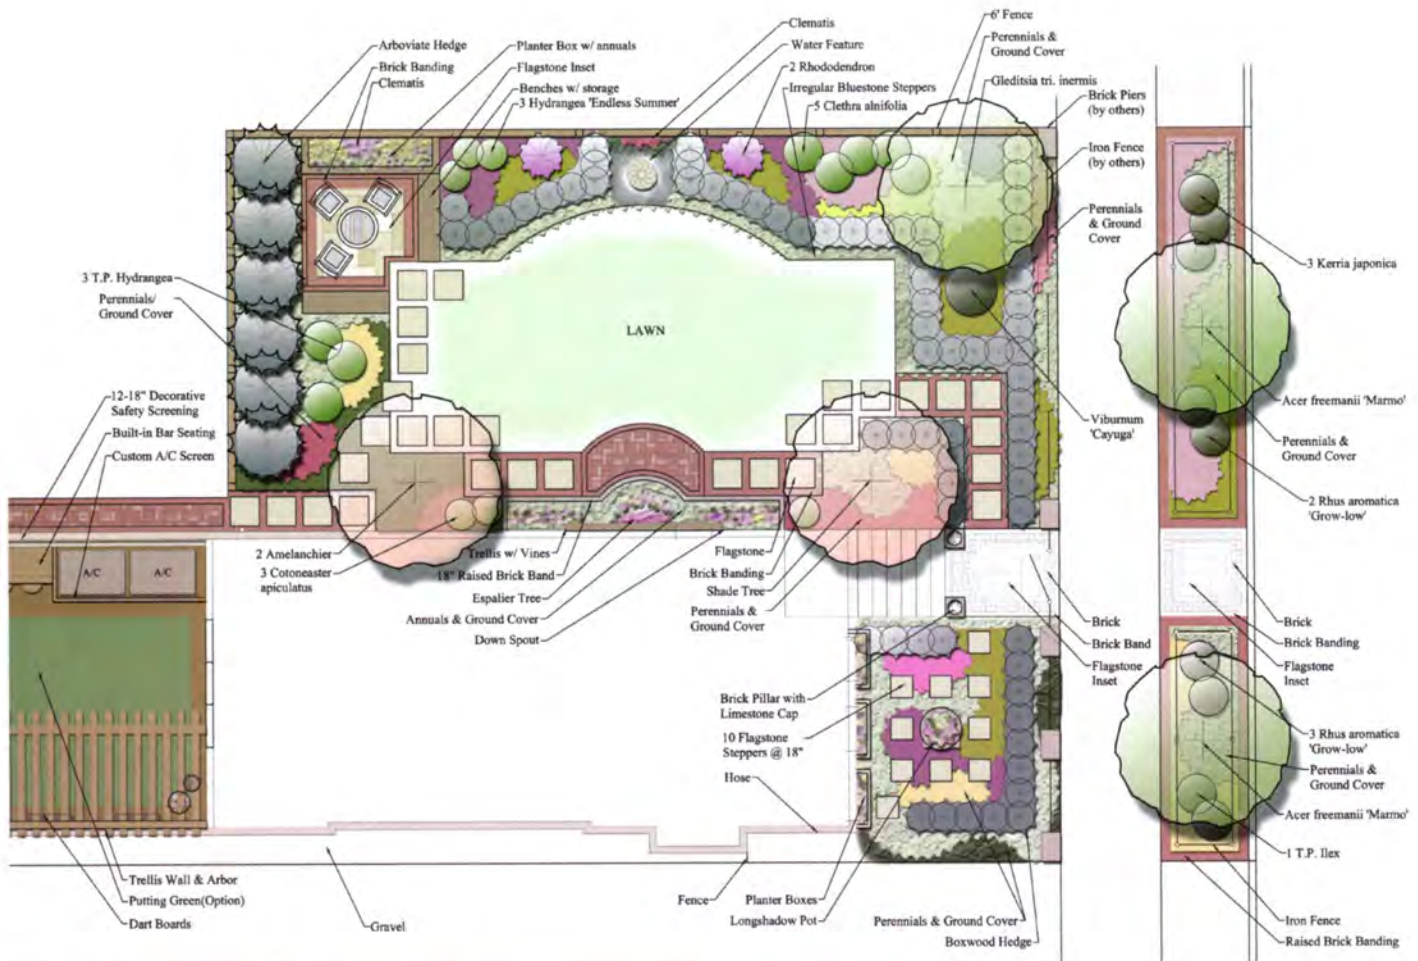 Arboviate Hedge
Brick Banding
Clematis
Planter Box w/ annuals
Flagstone Inset
Benches w/ storage
3 Hydrangea 'Endless Summer'
Clematis
Water Feature
2 Rhododendron
Irregular Bluestone Steppers
5 Clethra alnifolia
6' Fence
Perennials &
Ground Cover
Gleditsia tri. inermis
Brick Piers
(by others)
Iron Fence
(by others)
Perennials
& Ground
Cover
3 Kerria japonica
3 T.P. Hydrangea
Perennials/
Ground Cover
LAWN
12-18" Decorative
Safety Screening
Built-in Bar Seating
Custom A/C Screen
Viburnum
'Cayuga'
Acer freemanii 'Marmo'
Perennials &
Ground Cover
2 Rhus aromatica
'Grow-low'
A/C
A/C
2 Amelanchier
3 Cotoneaster
apiculatus
Trellis w/ Vines
18" Raised Brick Band
Espalier Tree
Annuals & Ground Cover
Down Spout
Flagstone
Brick Banding
Shade Tree
Perennials &
Ground Cover
Brick
Brick Band
Flagstone
Inset
Brick
Brick Banding
Flagstone
Inset
Brick Pillar with
Limestone Cap
10 Flagstone
Steppers @ 18"
Hose
3 Rhus aromatica
'Grow-low'
Perennials &
Ground Cover
Acer freemanii 'Marmo'
1 T.P. Ilex
Trellis Wall & Arbor
Putting Green(Option)
Dart Boards
Gravel
Fence
Planter Boxes
Longshadow Pot
Perennials & Ground Cover
Boxwood Hedge
Iron Fence
Raised Brick Banding